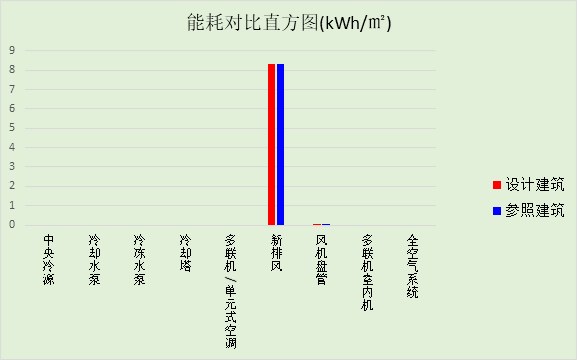 能耗对比直方图(kWh/㎡)
9
8
7
6
5
4
3
2
1
0
中央冷源
冷却水泵
冷冻水泵
冷却塔
多联机/单元式空调
新排风
风机盘管
多联机室内机
全空气系统
设计建筑
参照建筑